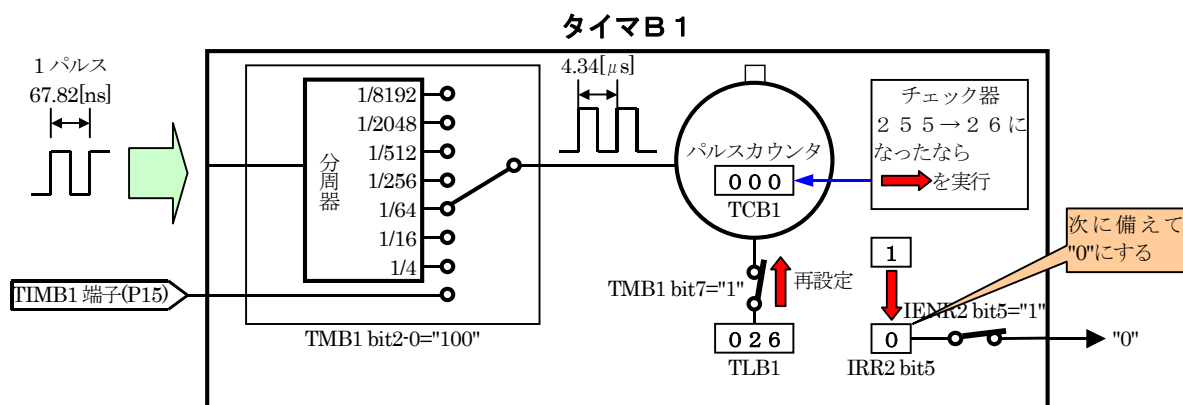 タイマB1
1パルス
67.82[ns]
分周器
1/8192
1/2048
1/512
1/256
1/64
1/16
1/4
TIMB1 端子(P15)
TMB1 bit2-0="100"
4.34[μs]
パルスカウンタ
000
TCB1
TMB1 bit7="1"
再設定
026
TLB1
チェック器
255→26に
なったなら
を実行
1
IENR2 bit5="1"
0
IRR2 bit5
"0"
次に備えて
"0"にする